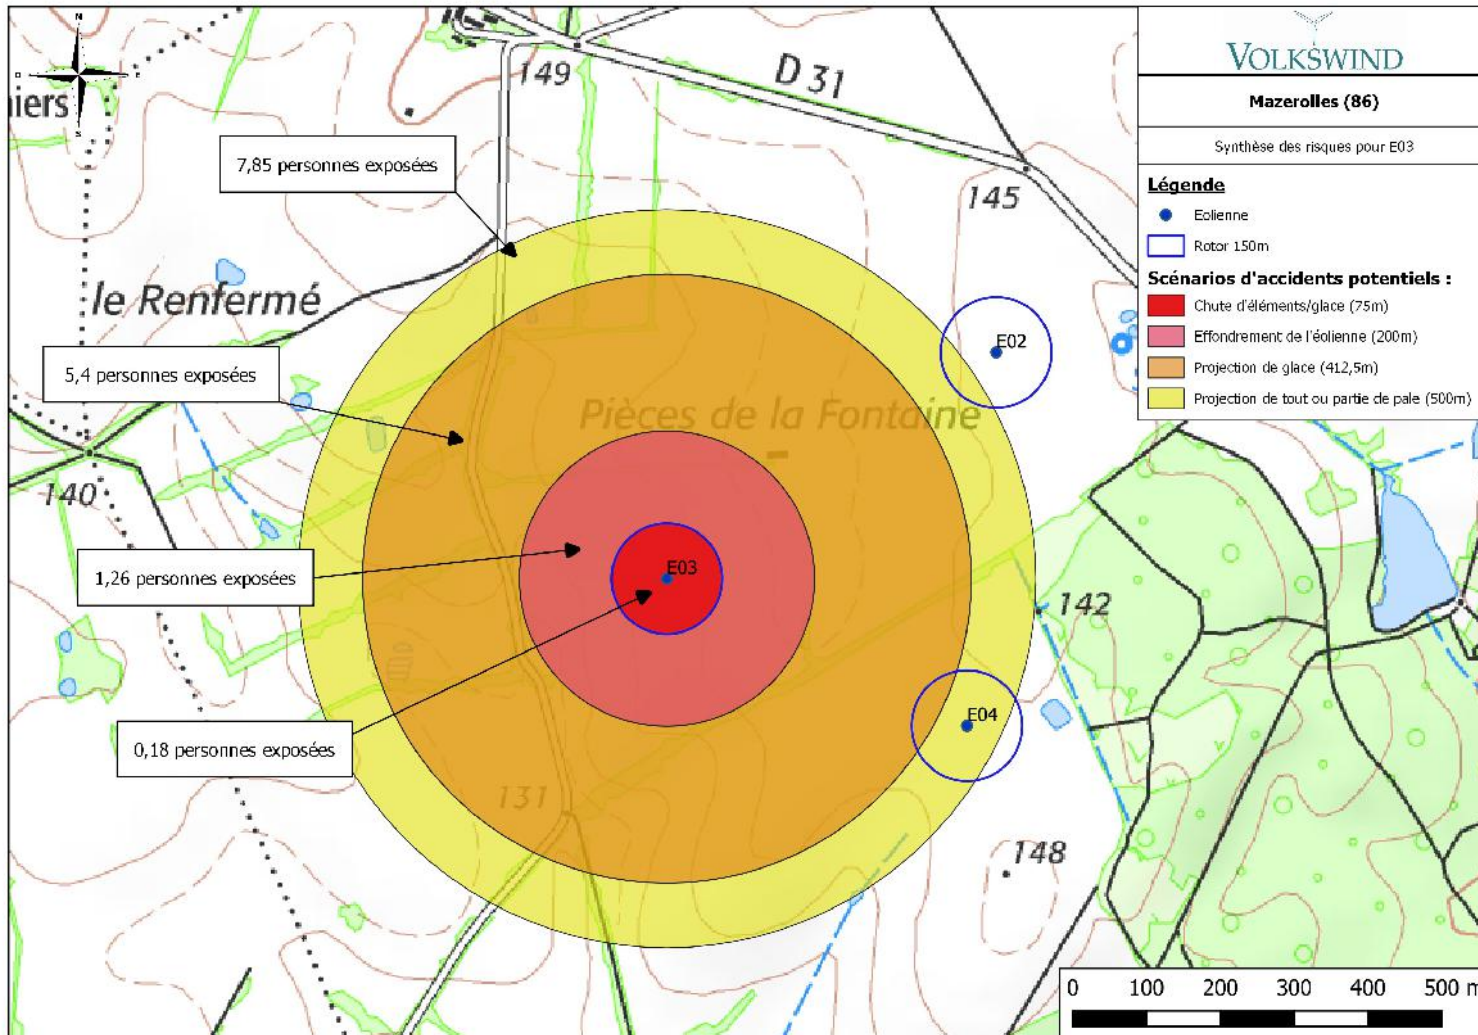 N
O
E
S
iers
149
D 31
145
7,85 personnes exposées
le Renfermé
5,4 personnes exposées
E02
Pièces de la Fontaine
140
1,26 personnes exposées
E03
142
0,18 personnes exposées
E04
131
148
VOLKSWIND
Mazerolles (86)
Synthèse des risques pour E03
Légende
Eolienne
Rotor 150m
Scénarios d'accidents potentiels :
Chute d'éléments/glace (75m)
Effondrement de l'éolienne (200m)
Projection de glace (412,5m)
Projection de tout ou partie de pale (500m)
0 100 200 300 400 500 m